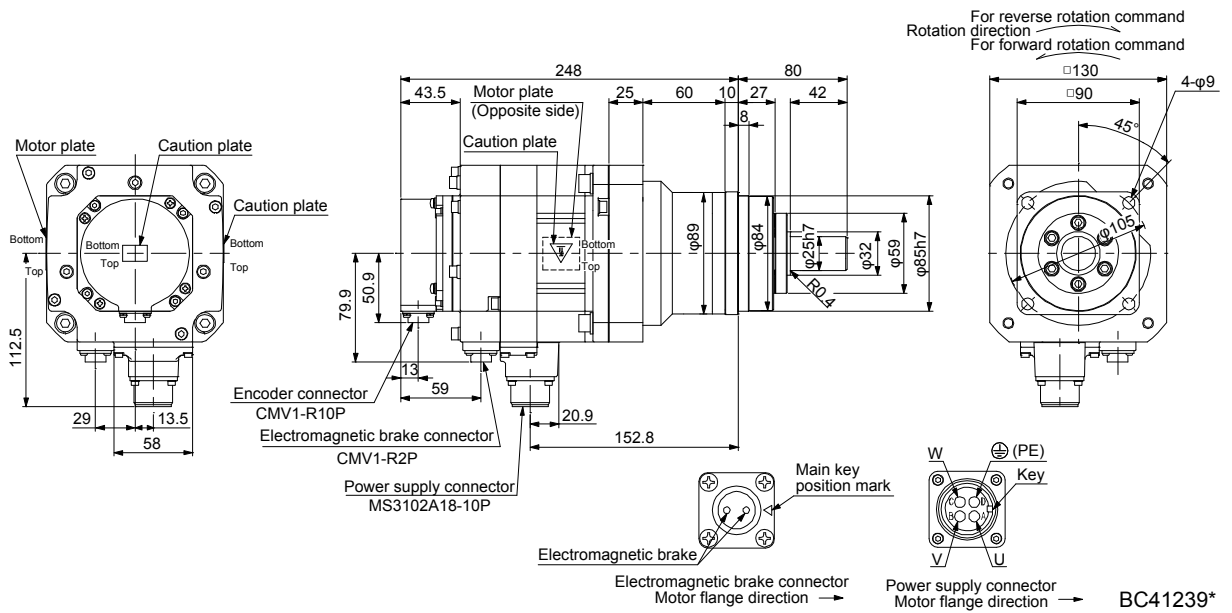 For reverse rotation command
Rotation direction
For forward rotation command
248
80
□130
43.5
Motor plate
(Opposite side)
25
60
10
27
42
□90
4-φ9
8
45°
Motor plate
Caution plate
Caution plate
Caution plate
Bottom
Top
Bottom
Top
Bottom
Top
Bottom
Top
φ89
φ84
φ25h7
φ32
φ59
φ85h7
R0.4
φ105
112.5
79.9
50.9
13
59
29
13.5
58
20.9
152.8
Encoder connector
CMV1-R10P
Electromagnetic brake connector
CMV1-R2P
Power supply connector
MS3102A18-10P
Main key
position mark
Electromagnetic brake
Electromagnetic brake connector
Motor flange direction
W
(PE)
Key
C
D
B
A
V
U
Power supply connector
Motor flange direction
BC41239*